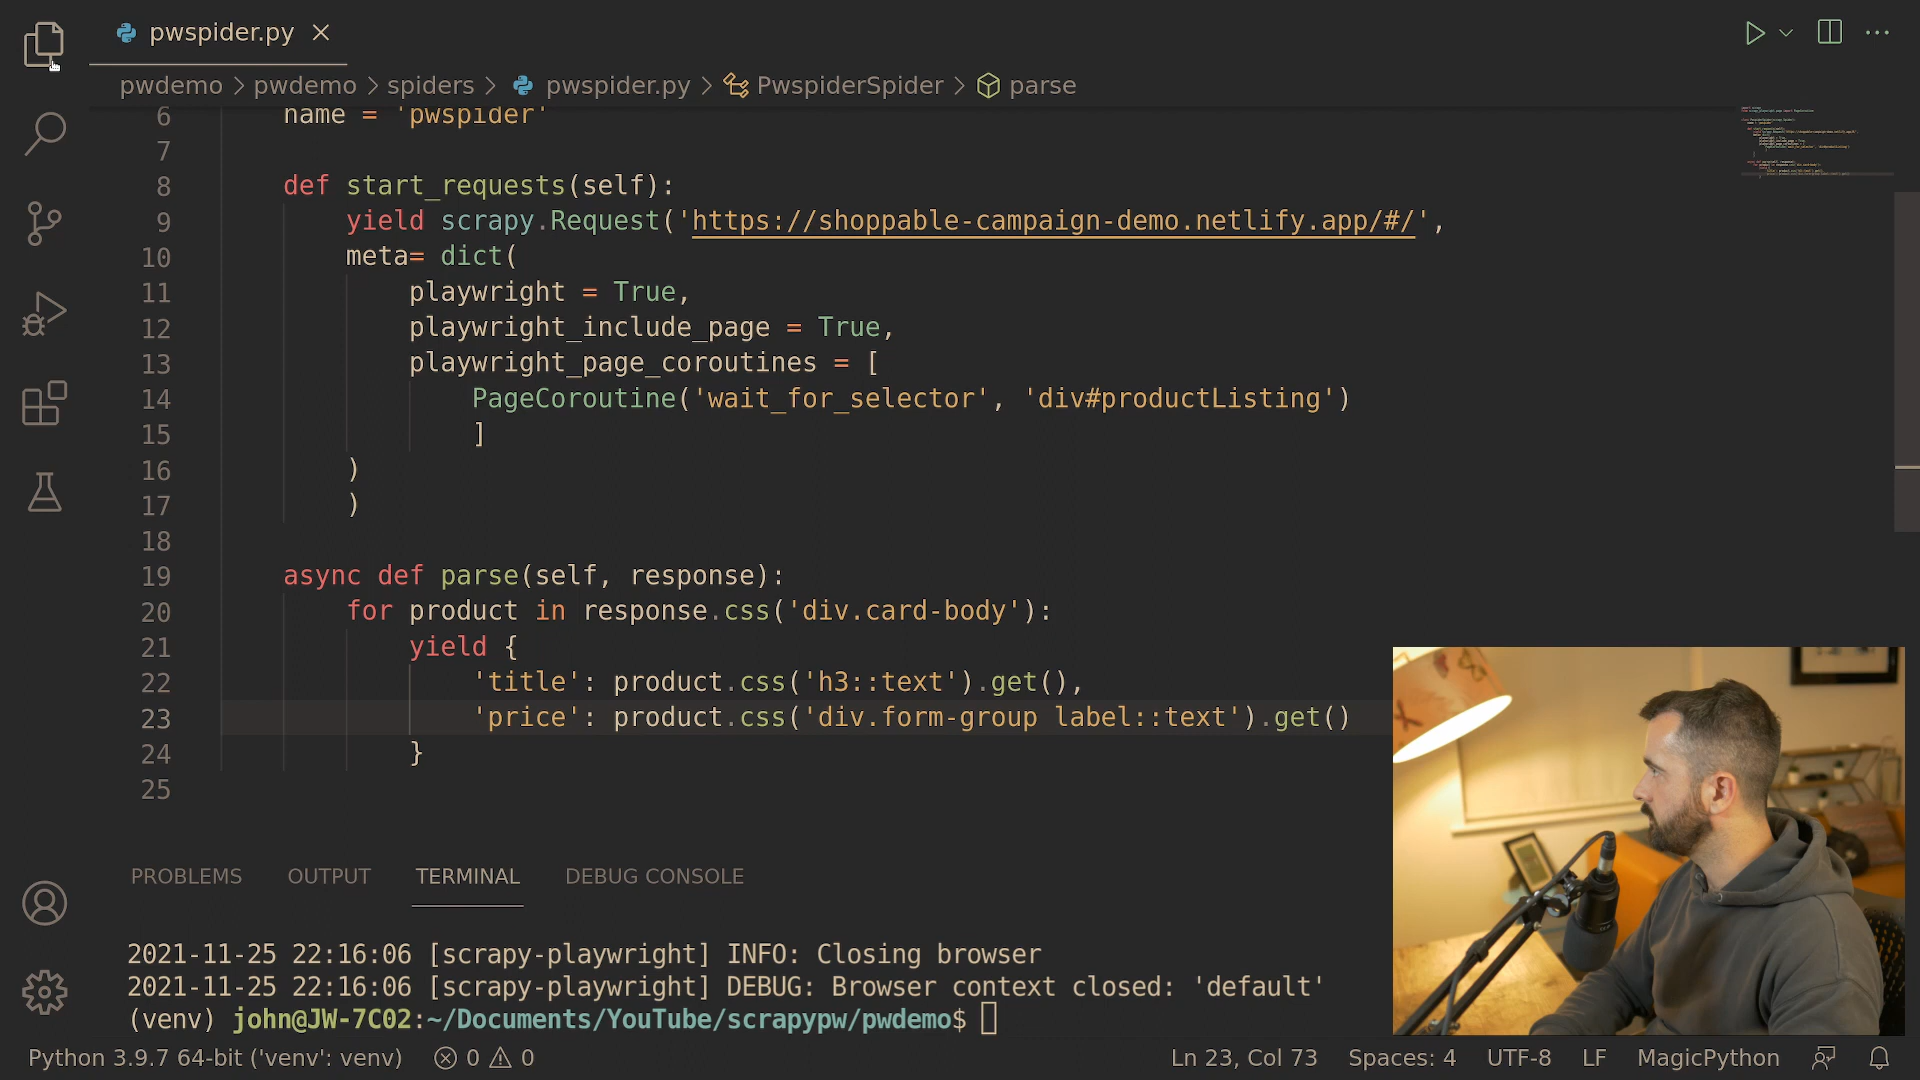 pwspider.py
pwdemo > pwdemo > spiders > pwspider.py > PwspiderSpider > parse
6 name = 'pwspider'
7
8 def start_requests(self):
9 yield scrapy.Request('https://shoppable-campaign-demo.netlify.app/#/',
10 meta= dict(
11 playwright = True,
12 playwright_include_page = True,
13 playwright_page_coroutines = [
14 PageCoroutine('wait_for_selector', 'div#productListing')
15 ]
16 )
17 )
18
19 async def parse(self, response):
20 for product in response.css('div.card-body'):
21 yield {
22 'title': product.css('h3::text').get(),
23 'price': product.css('div.form-group label::text').get()
24 }
25
PROBLEMS OUTPUT TERMINAL DEBUG CONSOLE
2021-11-25 22:16:06 [scrapy-playwright] INFO: Closing browser
2021-11-25 22:16:06 [scrapy-playwright] DEBUG: Browser context closed: 'default'
(venv) john@JW-7C02:~/Documents/YouTube/scrapypw/pwdemo$
Python 3.9.7 64-bit ('venv': venv) 0 0 Ln 23, Col 73 Spaces: 4 UTF-8 LF MagicPython